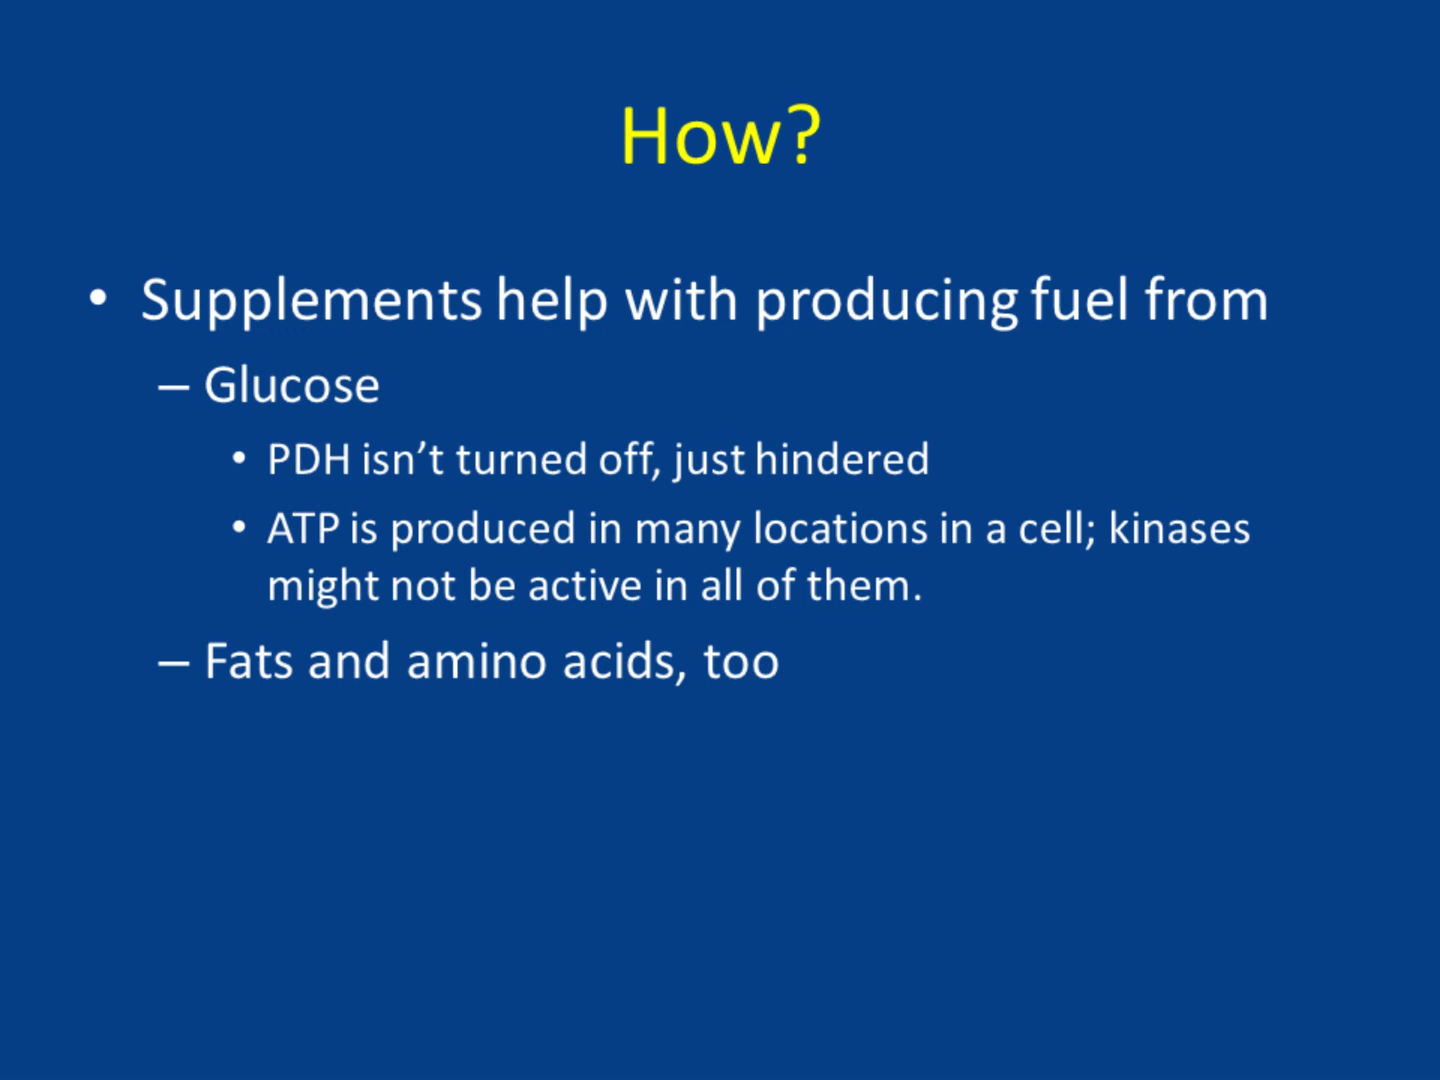 How?
• Supplements help with producing fuel from
– Glucose
• PDH isn’t turned off, just hindered
• ATP is produced in many locations in a cell; kinases
might not be active in all of them.
– Fats and amino acids, too